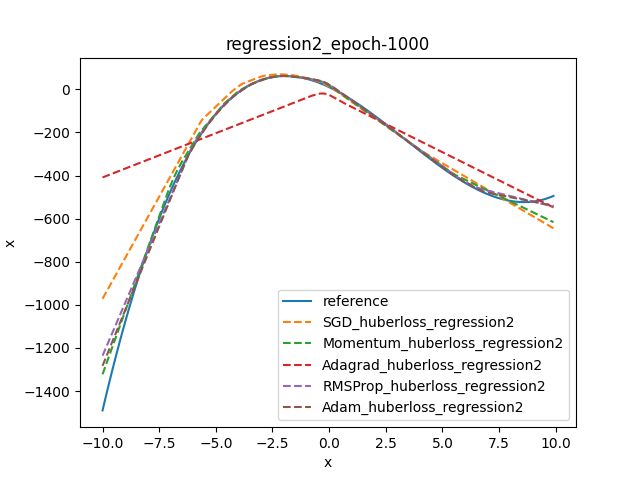 regression2_epoch-1000
0
−200
−400
−600
−800
−1000
−1200
−1400
x
−10.0
−7.5
−5.0
−2.5
0.0
2.5
5.0
7.5
10.0
x
reference
SGD_huberloss_regression2
Momentum_huberloss_regression2
Adagrad_huberloss_regression2
RMSProp_huberloss_regression2
Adam_huberloss_regression2